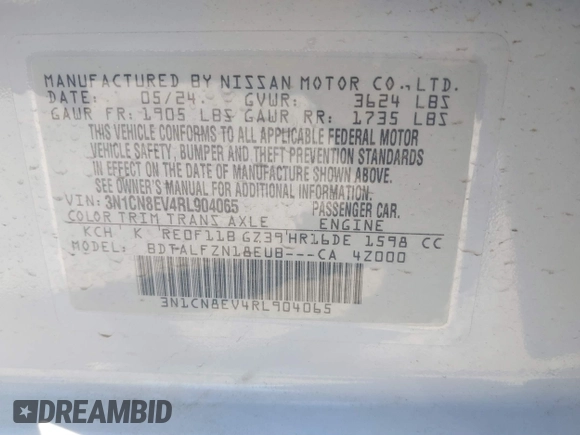 MANUFACTURED BY NISSAN MOTOR CO., LTD.
DATE: 05/24 GVWR: 3624 LBS
GAWR FR: 1905 LBS GAWR RR: 1735 LBS
THIS VEHICLE CONFORMS TO ALL APPLICABLE FEDERAL MOTOR
VEHICLE SAFETY, BUMPER AND THEFT PREVENTION STANDARDS
IN EFFECT ON THE DATE OF MANUFACTURE SHOWN ABOVE.
SEE OWNER'S MANUAL FOR ADDITIONAL INFORMATION.
VIN: 3N1CN8EV4RL904065 PASSENGER CAR.
COLOR TRIM TRANS AXLE ENGINE
KCH K RE0F11B GZ39 HR16DE 1598 CC
MODEL: BDTALFZN18EUB---CA 4Z000
3N1CN8EV4RL904065
DREAMBID